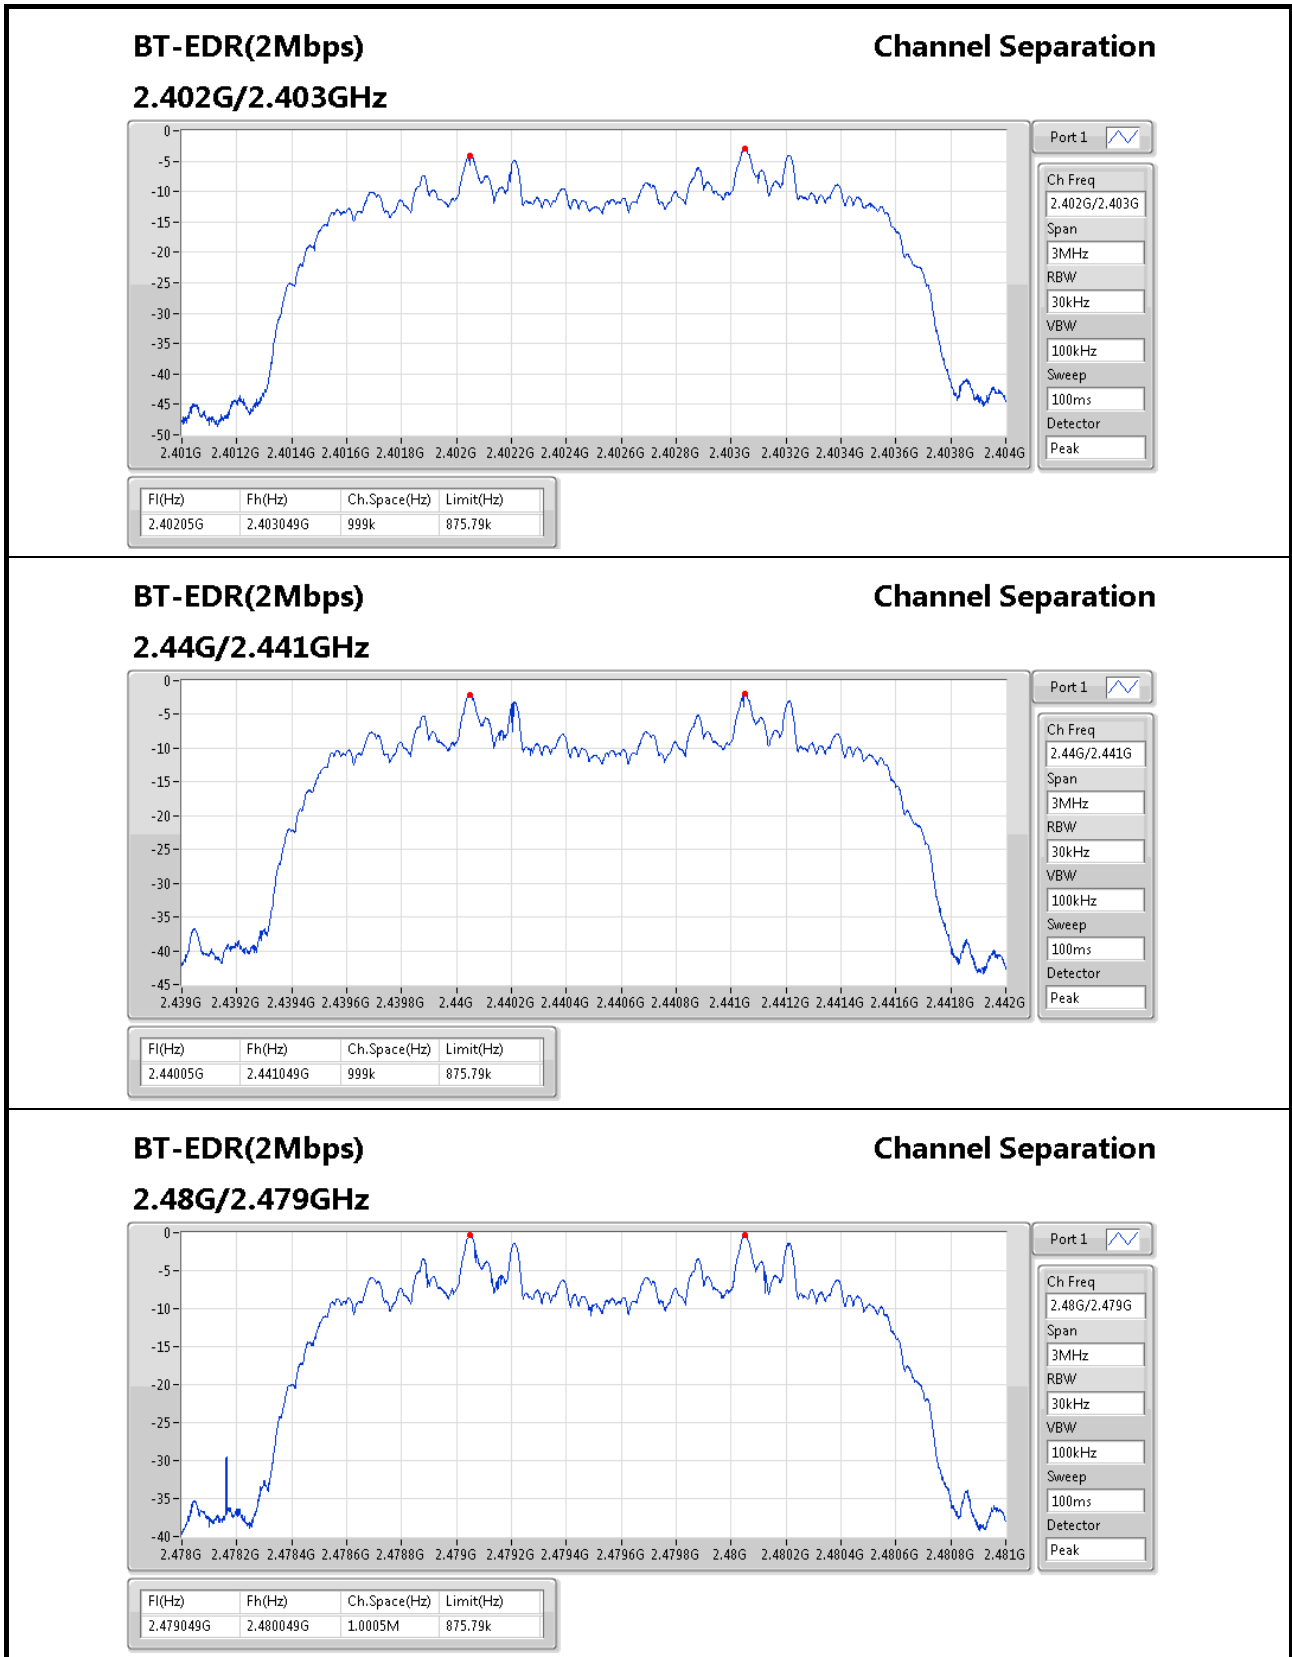 BT-EDR(2Mbps) Channel Separation
2.402G/2.403GHz
Port 1
0
-5
-10
-15
-20
-25
-30
-35
-40
-45
-50
2.401G 2.4012G 2.4014G 2.4016G 2.4018G 2.402G 2.4022G 2.4024G 2.4026G 2.4028G 2.403G 2.4032G 2.4034G 2.4036G 2.4038G 2.404G
Ch Freq
2.402G/2.403G
Span
3MHz
RBW
30kHz
VBW
100kHz
Sweep
100ms
Detector
Peak
Fl(Hz) Fh(Hz) Ch.Space(Hz) Limit(Hz)
2.40205G 2.403049G 999k 875.79k
BT-EDR(2Mbps) Channel Separation
2.44G/2.441GHz
Port 1
0
-5
-10
-15
-20
-25
-30
-35
-40
-45
2.439G 2.4392G 2.4394G 2.4396G 2.4398G 2.44G 2.4402G 2.4404G 2.4406G 2.4408G 2.441G 2.4412G 2.4414G 2.4416G 2.4418G 2.442G
Ch Freq
2.44G/2.441G
Span
3MHz
RBW
30kHz
VBW
100kHz
Sweep
100ms
Detector
Peak
Fl(Hz) Fh(Hz) Ch.Space(Hz) Limit(Hz)
2.44005G 2.441049G 999k 875.79k
BT-EDR(2Mbps) Channel Separation
2.48G/2.479GHz
Port 1
0
-5
-10
-15
-20
-25
-30
-35
-40
2.478G 2.4782G 2.4784G 2.4786G 2.4788G 2.479G 2.4792G 2.4794G 2.4796G 2.4798G 2.48G 2.4802G 2.4804G 2.4806G 2.4808G 2.481G
Ch Freq
2.48G/2.479G
Span
3MHz
RBW
30kHz
VBW
100kHz
Sweep
100ms
Detector
Peak
Fl(Hz) Fh(Hz) Ch.Space(Hz) Limit(Hz)
2.479049G 2.480049G 1.0005M 875.79k